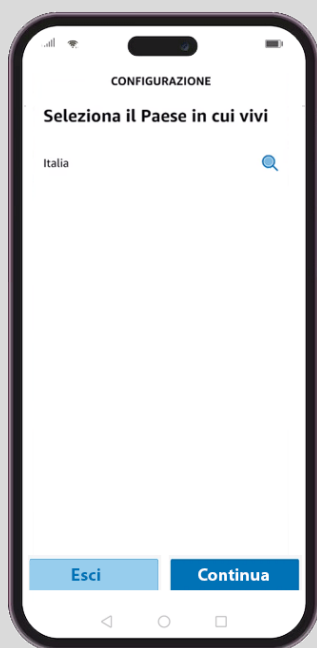 CONFIGURAZIONE
Seleziona il Paese in cui vivi
Italia
Esci
Continua